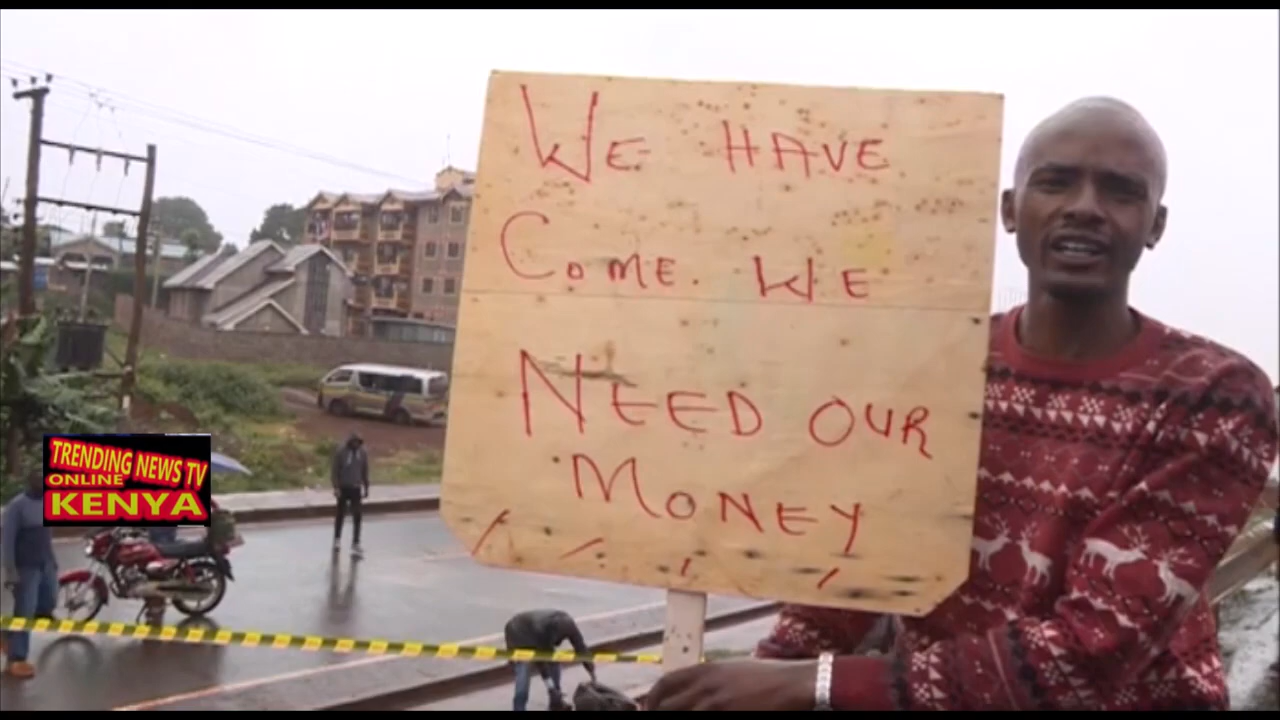 WE HAVE
COME. WE
NEED OUR
MONEY
TRENDING NEWS TV
ONLINE
KENYA